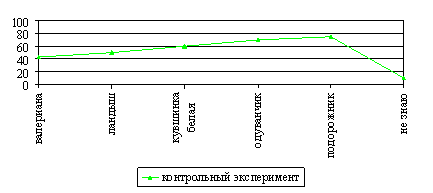 100
80
60
40
20
0
валериана
ландыш
кувшинка
белая
одуванчик
подорожник
не знаю
контрольный эксперимент